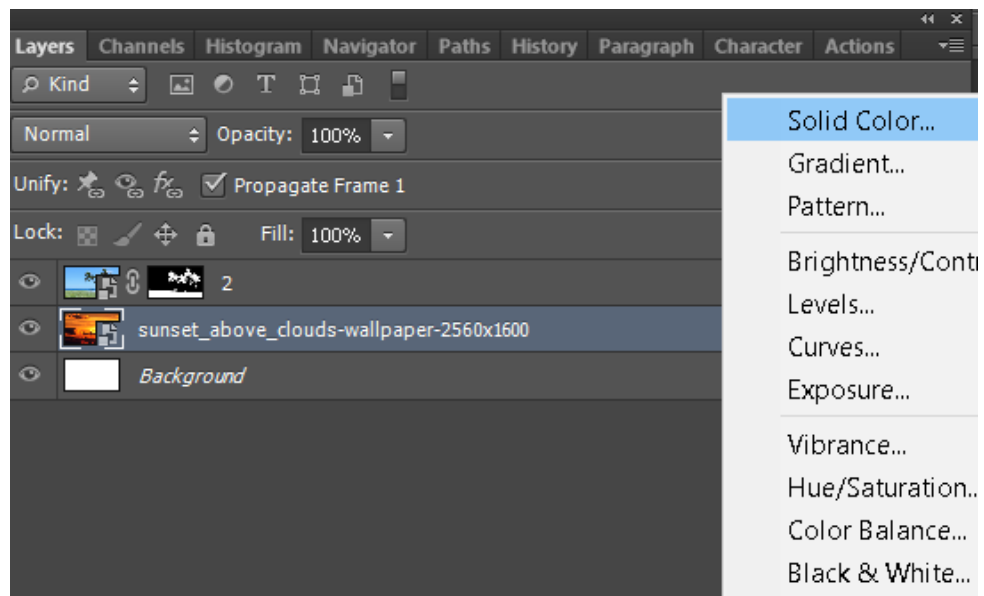 Layers Channels Histogram Navigator Paths History Paragraph Character Actions
Kind T
Normal Opacity: 100%
Unify: fx Propagate Frame 1
Lock: Fill: 100%
2
sunset_above_clouds-wallpaper-2560x1600
Background
Solid Color...
Gradient...
Pattern...
Brightness/Cont
Levels...
Curves...
Exposure...
Vibrance...
Hue/Saturation..
Color Balance...
Black & White...